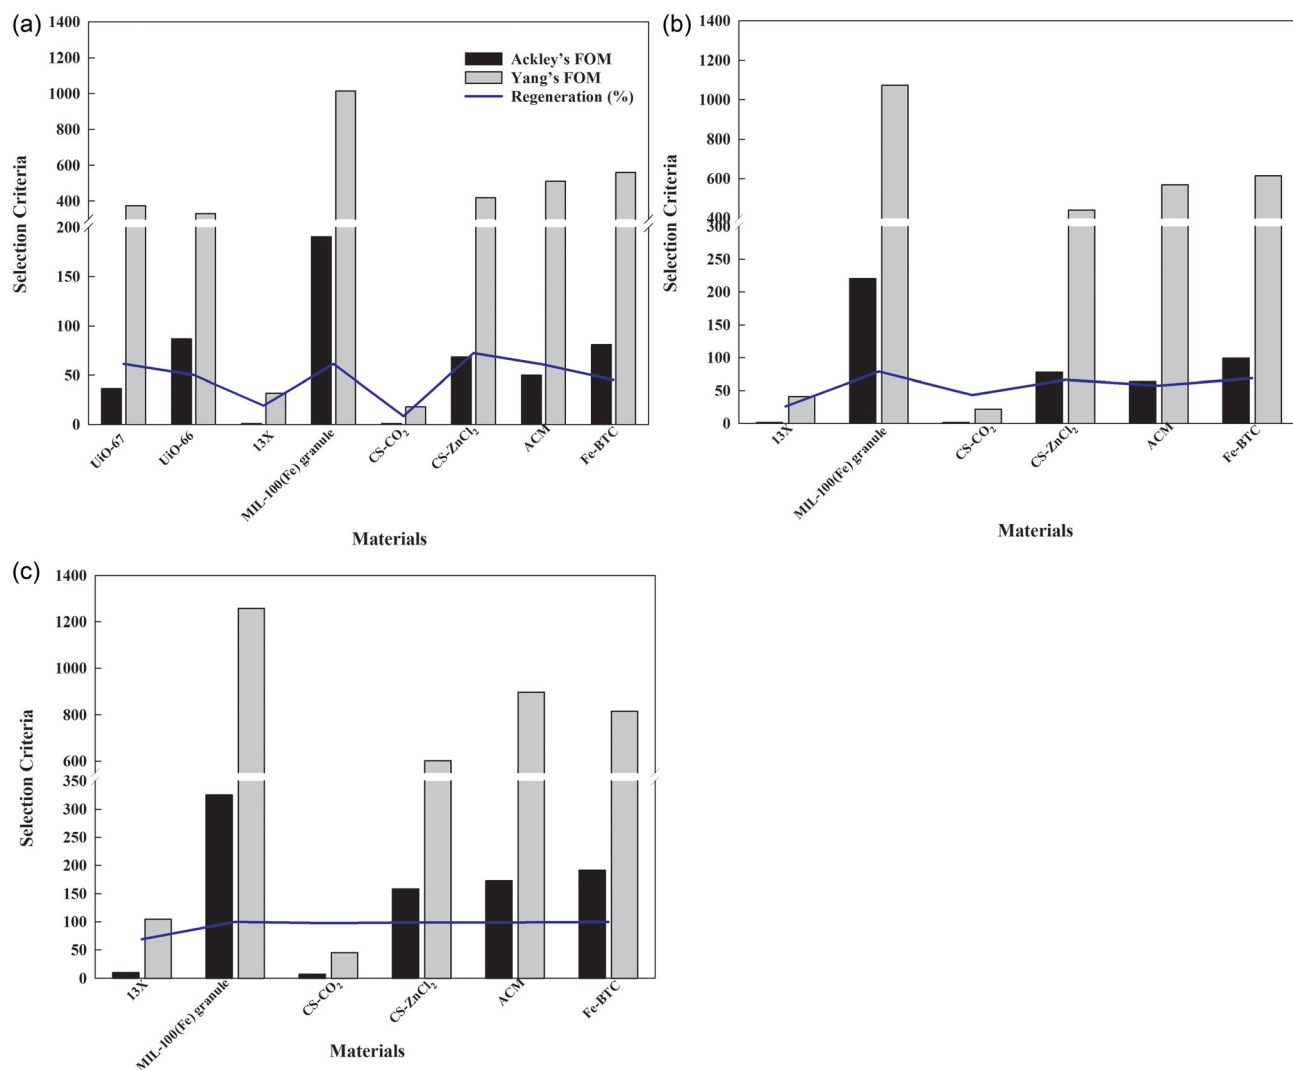 (a)
1400
1200
1000
800
600
400
200
150
100
50
0
Selection Criteria
Ackley's FOM
Yang's FOM
Regeneration (%)
UiO-67
UiO-66
13X
MIL-100(Fe) granule
CS-CO₂
CS-ZnCl₂
ACM
Fe-BTC
Materials
(b)
1400
1200
1000
800
600
400
300
250
200
150
100
50
0
Selection Criteria
13X
MIL-100(Fe) granule
CS-CO₂
CS-ZnCl₂
ACM
Fe-BTC
Materials
(c)
1400
1200
1000
800
600
350
300
250
200
150
100
50
0
Selection Criteria
13X
MIL-100(Fe) granule
CS-CO₂
CS-ZnCl₂
ACM
Fe-BTC
Materials